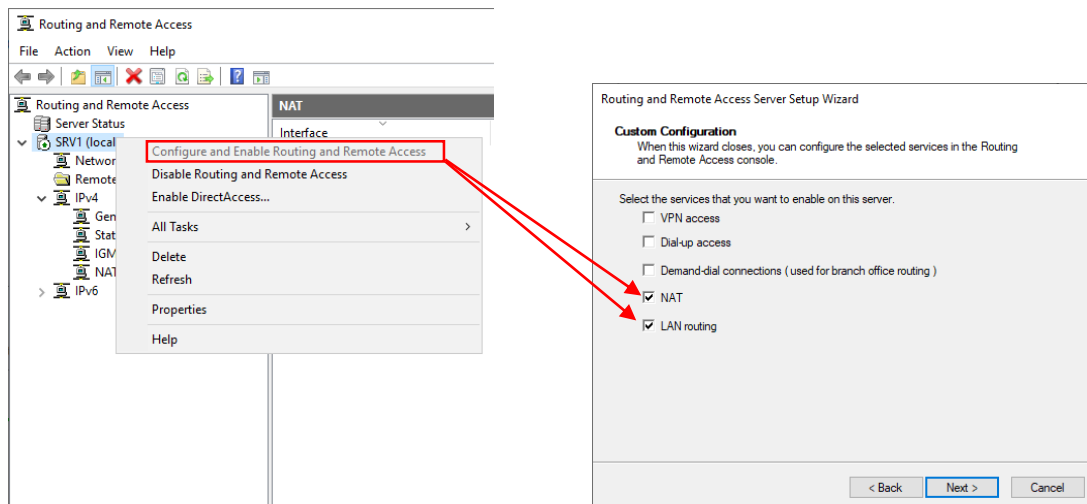 Routing and Remote Access
File Action View Help
Routing and Remote Access
Server Status
SRV1 (local
Networ
Remote
IPv4
Gen
Stat
IGM
NAT
IPv6
NAT
Interface
Configure and Enable Routing and Remote Access
Disable Routing and Remote Access
Enable DirectAccess...
All Tasks
Delete
Refresh
Properties
Help
Routing and Remote Access Server Setup Wizard
Custom Configuration
When this wizard closes, you can configure the selected services in the Routing
and Remote Access console.
Select the services that you want to enable on this server.
VPN access
Dial-up access
Demand-dial connections ( used for branch office routing )
NAT
LAN routing
< Back Next > Cancel